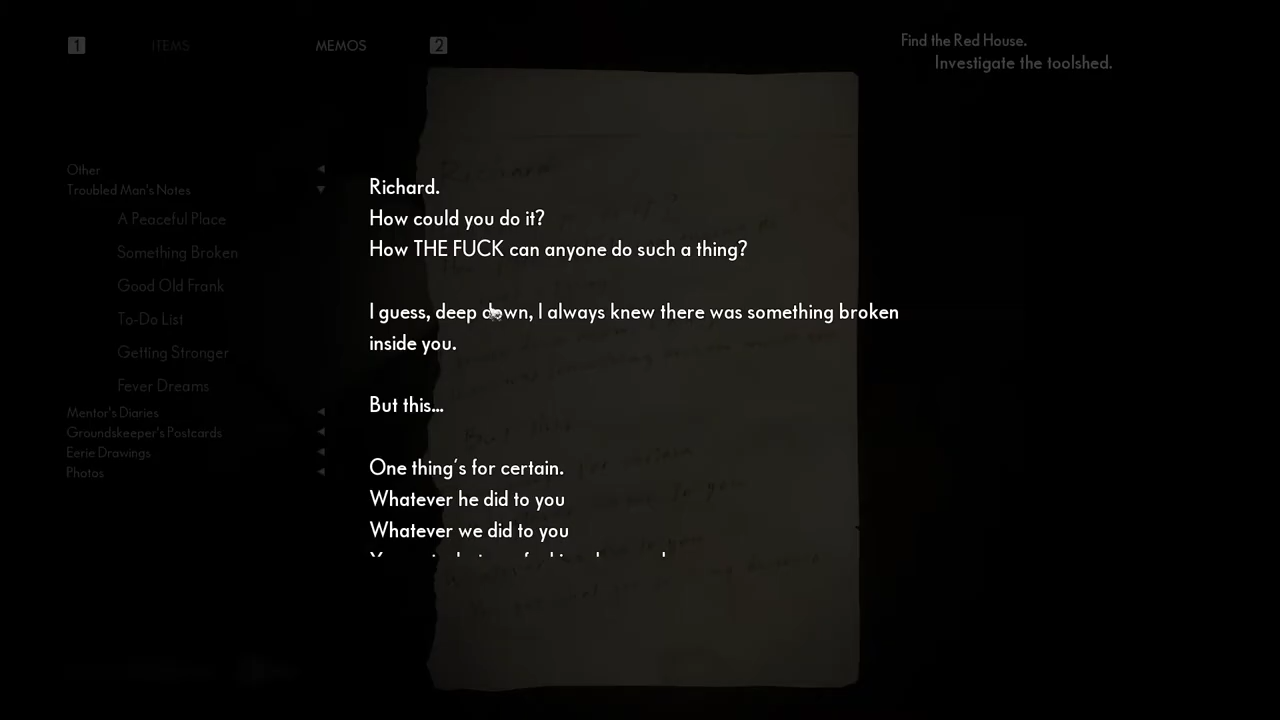 1 ITEMS MEMOS 2
Find the Red House.
Investigate the toolshed.
Other
Troubled Man's Notes
A Peaceful Place
Something Broken
Good Old Frank
To-Do List
Getting Stronger
Fever Dreams
Mentor's Diaries
Groundskeeper's Postcards
Eerie Drawings
Photos
Richard.
How could you do it?
How THE FUCK can anyone do such a thing?
I guess, deep down, I always knew there was something broken
inside you.
But this...
One thing's for certain.
Whatever he did to you
Whatever we did to you